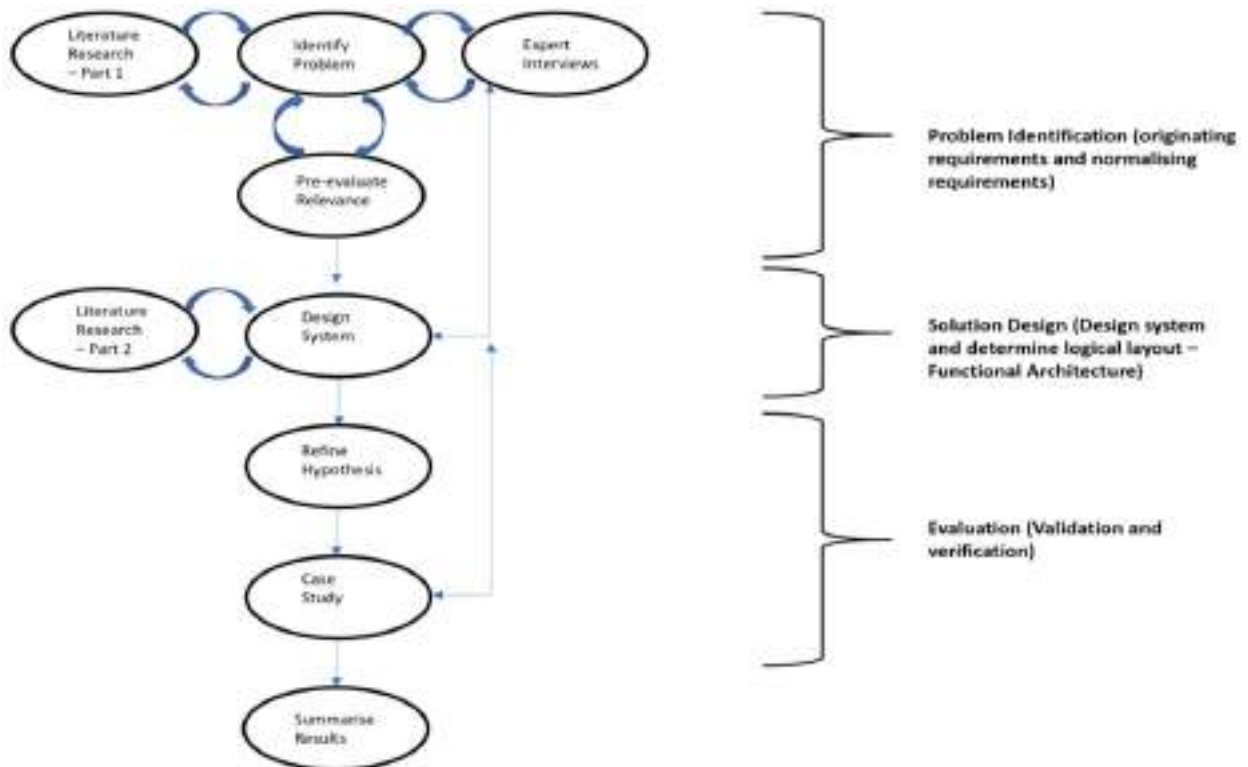 Literature
Research
– Part 1
Identify
Problem
Expert
Interviews
Problem Identification (originating
requirements and normalising
requirements)
Pre-evaluate
Relevance
Literature
Research
– Part 2
Design
System
Solution Design (Design system
and determine logical layout –
Functional Architecture)
Refine
Hypothesis
Evaluation (Validation and
verification)
Case
Study
Summarise
Results